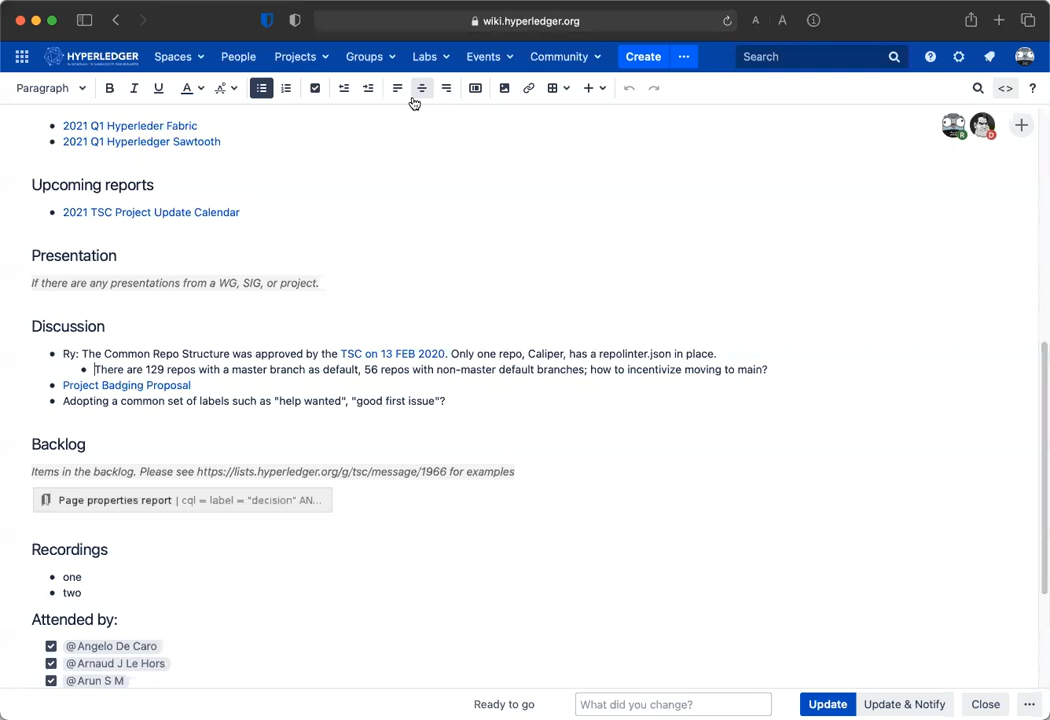 wiki.hyperledger.org
A A
HYPERLEDGER Spaces People Projects Groups Labs Events Community Create ••• Search
Paragraph B I U A <> ?
2021 Q1 Hyperleder Fabric
2021 Q1 Hyperledger Sawtooth
R D
Upcoming reports
2021 TSC Project Update Calendar
Presentation
If there are any presentations from a WG, SIG, or project.
Discussion
Ry: The Common Repo Structure was approved by the TSC on 13 FEB 2020. Only one repo, Caliper, has a repolinter.json in place.
There are 129 repos with a master branch as default, 56 repos with non-master default branches; how to incentivize moving to main?
Project Badging Proposal
Adopting a common set of labels such as "help wanted", "good first issue"?
Backlog
Items in the backlog. Please see https://lists.hyperledger.org/g/tsc/message/1966 for examples
Page properties report | cql = label = "decision" AN...
Recordings
one
two
Attended by:
@Angelo De Caro
@Arnaud J Le Hors
@Arun S M
Ready to go What did you change? Update Update & Notify Close •••